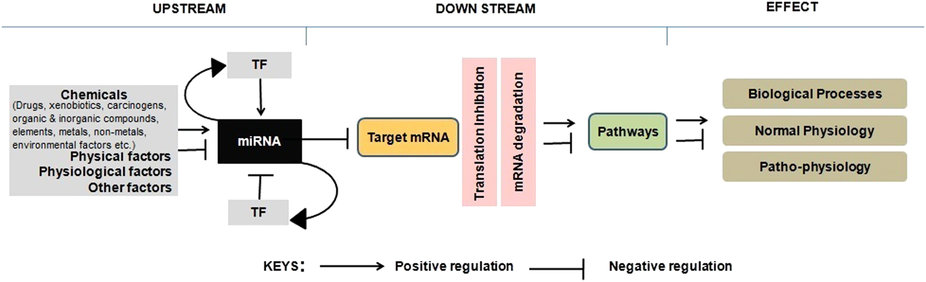 UPSTREAM
DOWN STREAM
EFFECT
TF
Chemicals
(Drugs, xenobiotics, carcinogens,
organic & inorganic compounds,
elements, metals, non-metals,
environmental factors etc.)
Physical factors
Physiological factors
Other factors
miRNA
TF
Target mRNA
Translation Inhibition
mRNA degradation
Pathways
Biological Processes
Normal Physiology
Patho-physiology
KEYS: Positive regulation Negative regulation